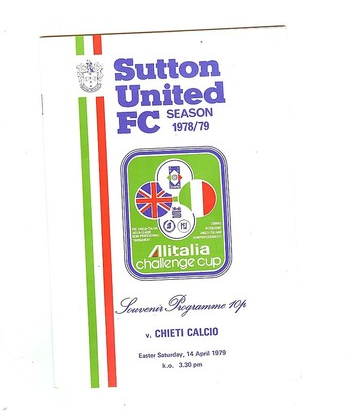 Sutton
United
FC SEASON
1978/79
Alitalia
challenge cup
Souvenir Programme 10p
v. CHIETI CALCIO
Easter Saturday, 14 April 1979
k.o. 3.30 pm